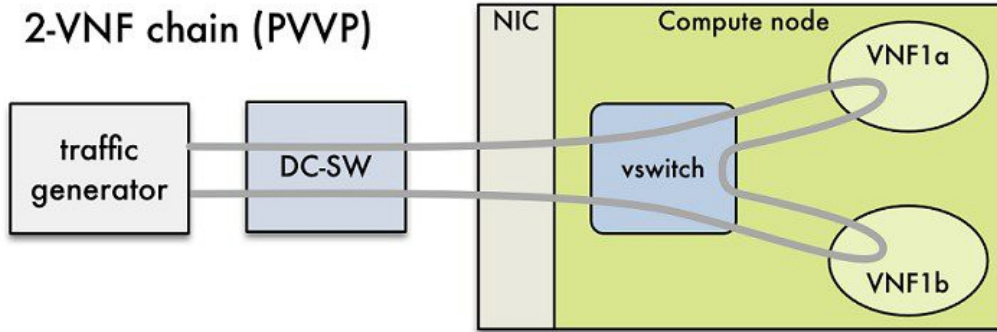 2-VNF chain (PVVP)
NIC
Compute node
VNF1a
traffic
generator
DC-SW
vswitch
VNF1b